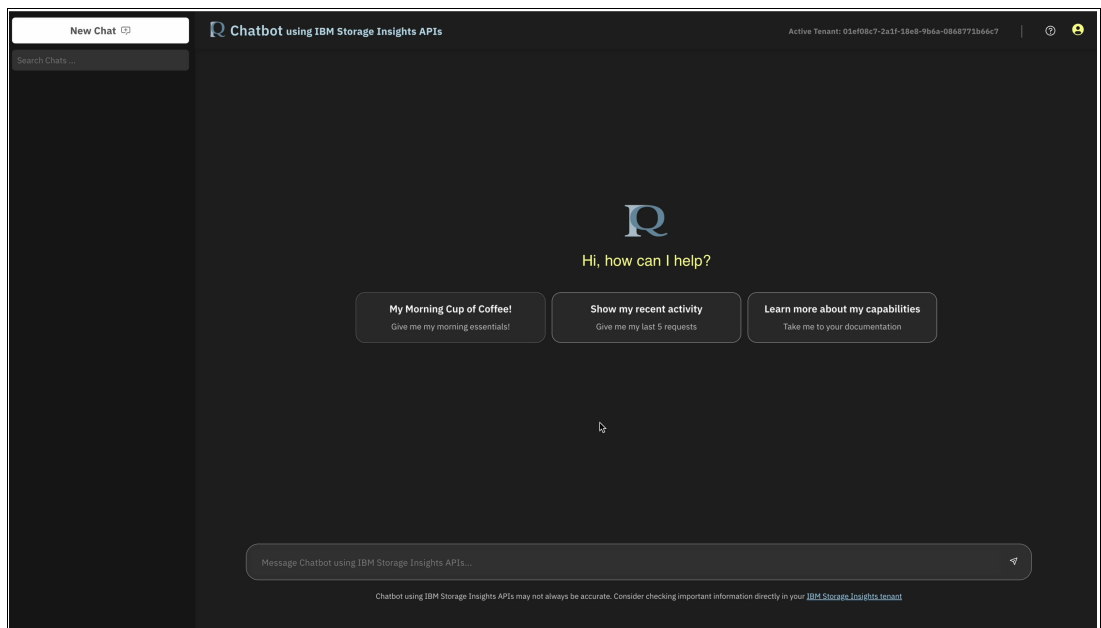 New Chat
Chatbot using IBM Storage Insights APIs
Active Tenant: 01ef08c7-2a1f-18e8-9b6a-0868771b66c7
Search Chats ...
Hi, how can I help?
My Morning Cup of Coffee!
Give me my morning essentials!
Show my recent activity
Give me my last 5 requests
Learn more about my capabilities
Take me to your documentation
Message Chatbot using IBM Storage Insights APIs...
Chatbot using IBM Storage Insights APIs may not always be accurate. Consider checking important information directly in your IBM Storage Insights tenant